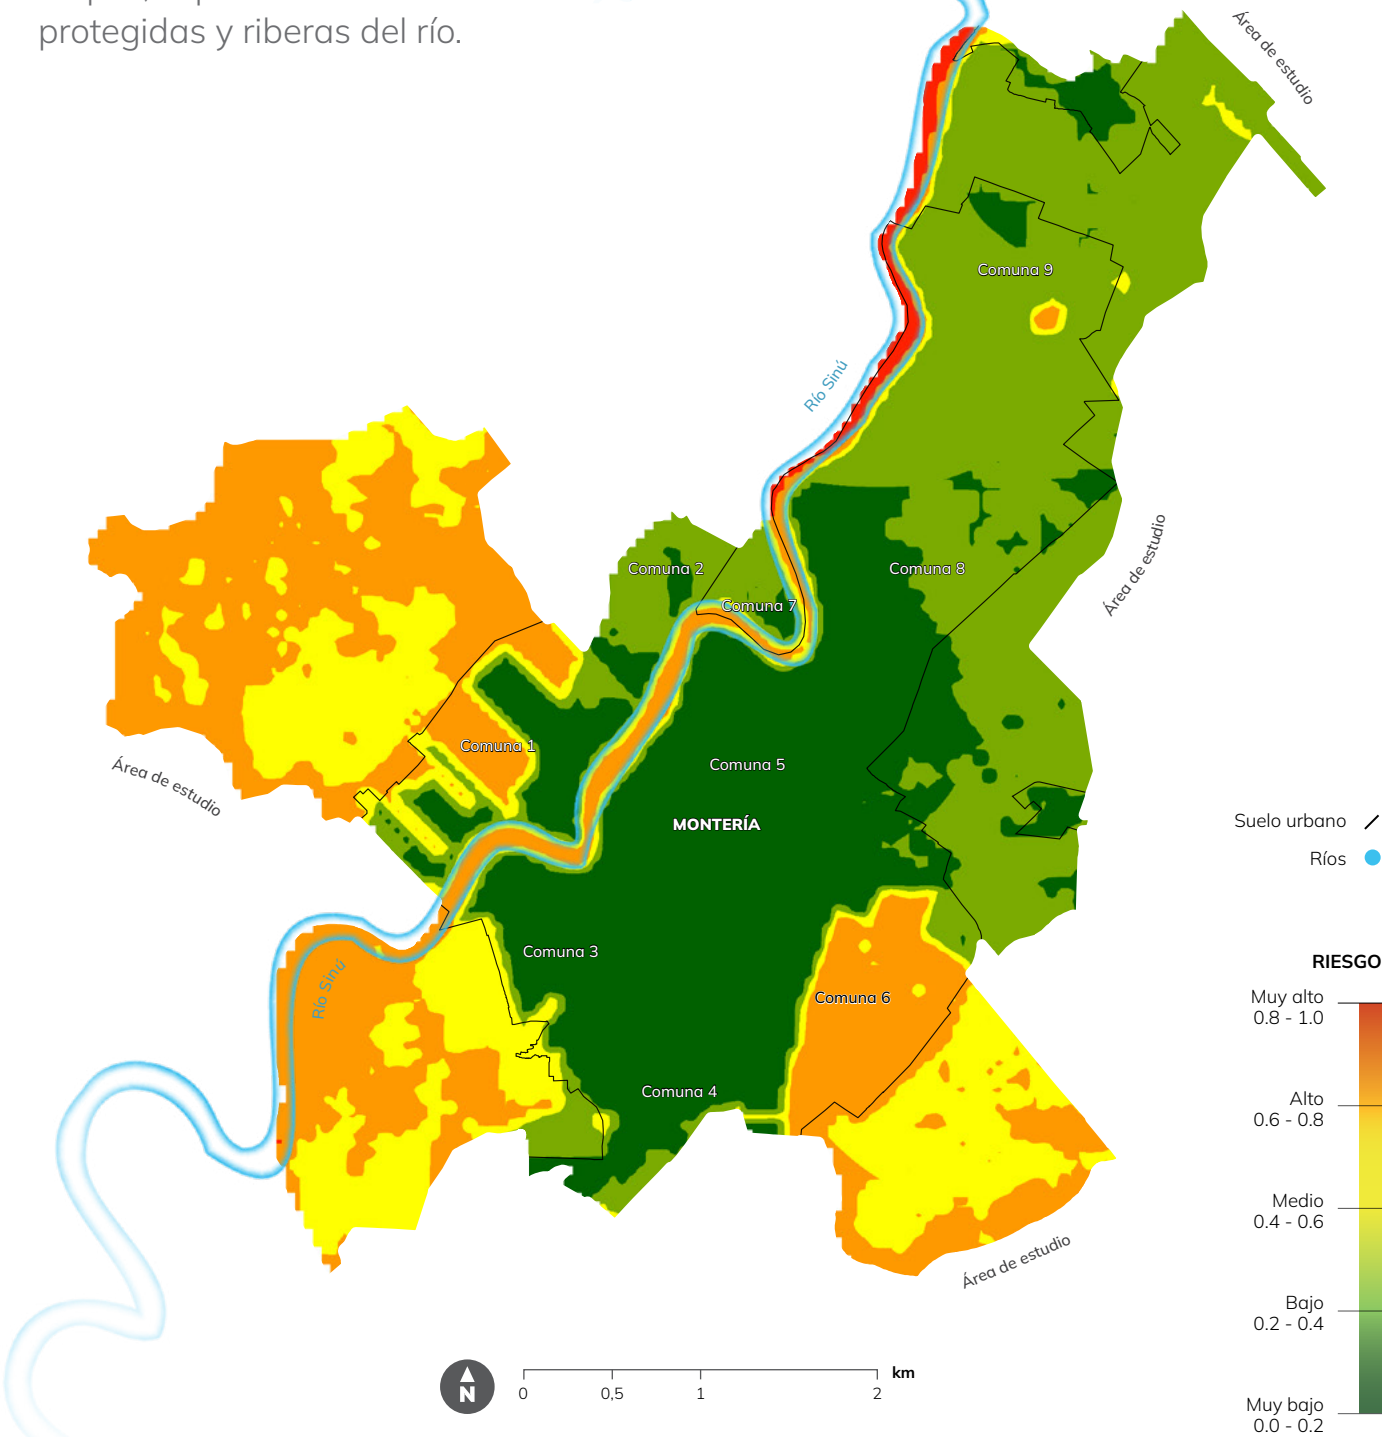 protegidas y riberas del río.
Área de estudio
Comuna 9
Río Sinú
Área de estudio
Comuna 2
Comuna 8
Comuna 7
Comuna 1
Comuna 5
Área de estudio
MONTERÍA
Suelo urbano
Ríos
Comuna 3
Río Sinú
Comuna 6
Comuna 4
Área de estudio
RIESGO
Muy alto
0.8 - 1.0
Alto
0.6 - 0.8
Medio
0.4 - 0.6
Bajo
0.2 - 0.4
Muy bajo
0.0 - 0.2
N
km
0 0,5 1 2